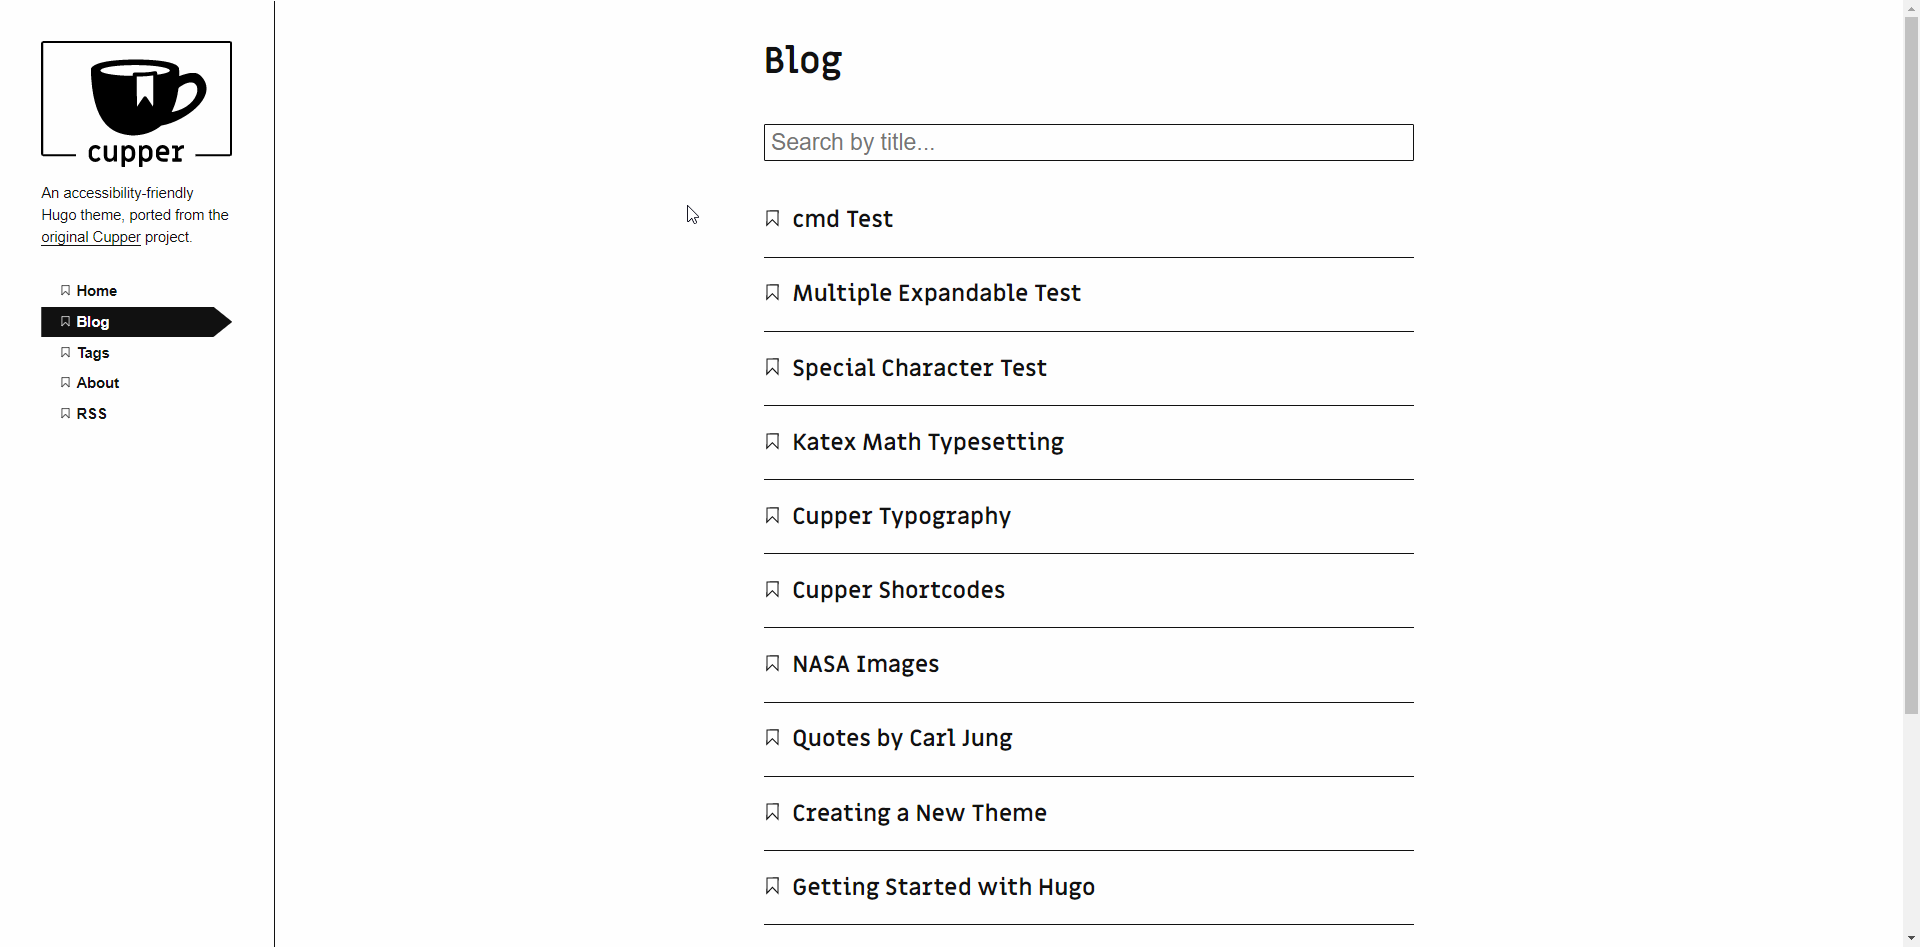 cupper
An accessibility-friendly
Hugo theme, ported from the
original Cupper project.
Home
Blog
Tags
About
RSS
Blog
Search by title...
cmd Test
Multiple Expandable Test
Special Character Test
Katex Math Typesetting
Cupper Typography
Cupper Shortcodes
NASA Images
Quotes by Carl Jung
Creating a New Theme
Getting Started with Hugo